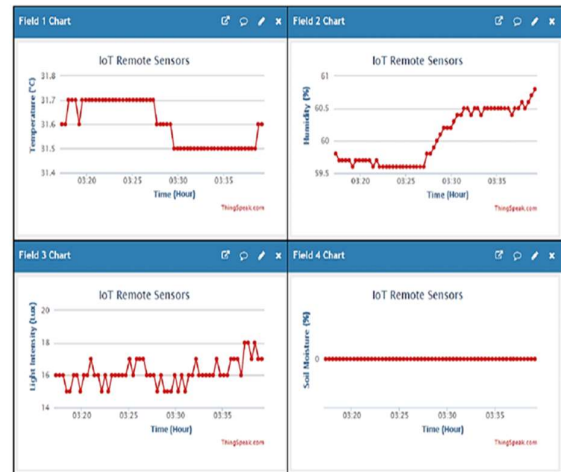 Field 1 Chart
IoT Remote Sensors
Temperature (°C)
31.8
31.7
31.6
31.5
31.4
03:20
03:25
03:30
03:35
Time (Hour)
ThingSpeak.com
Field 2 Chart
IoT Remote Sensors
Humidity (%)
61
60.5
60
59.5
03:20
03:25
03:30
03:35
Time (Hour)
ThingSpeak.com
Field 3 Chart
IoT Remote Sensors
Light Intensity (Lux)
20
18
16
14
03:20
03:25
03:30
03:35
Time (Hour)
ThingSpeak.com
Field 4 Chart
IoT Remote Sensors
Soil Moisture (%)
0
03:20
03:25
03:30
03:35
Time (Hour)
ThingSpeak.com